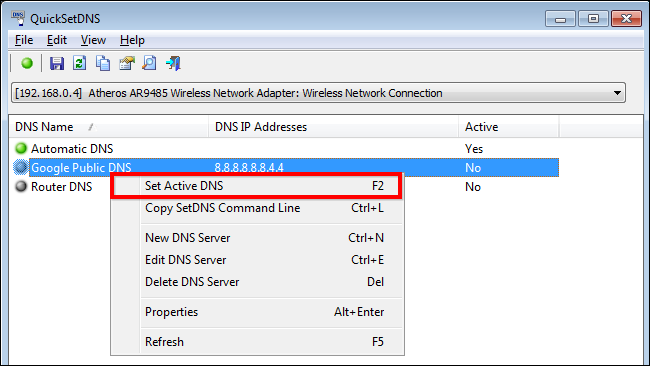 QuickSetDNS
File Edit View Help
[192.168.0.4] Atheros AR9485 Wireless Network Adapter: Wireless Network Connection
DNS Name / DNS IP Addresses Active
Automatic DNS Yes
Google Public DNS 8.8.8.8,8.8.4.4 No
Router DNS No
Set Active DNS F2
Copy SetDNS Command Line Ctrl+L
New DNS Server Ctrl+N
Edit DNS Server Ctrl+E
Delete DNS Server Del
Properties Alt+Enter
Refresh F5